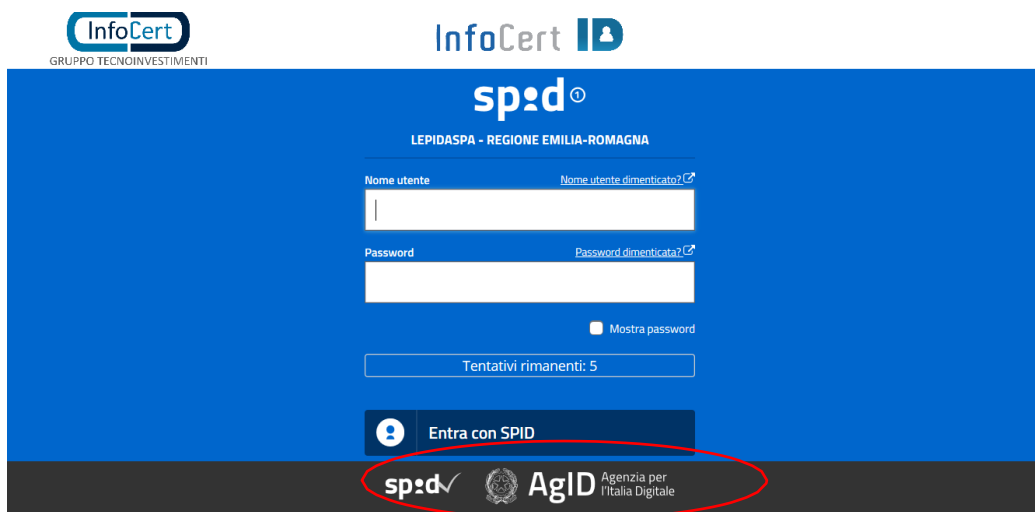 InfoCert
GRUPPO TECNOINVESTIMENTI
InfoCert ID
spid 1
LEPIDASPA - REGIONE EMILIA-ROMAGNA
Nome utente
Nome utente dimenticato?
Password
Password dimenticata?
Mostra password
Tentativi rimanenti: 5
Entra con SPID
spid
AgID
Agenzia per
l'Italia Digitale